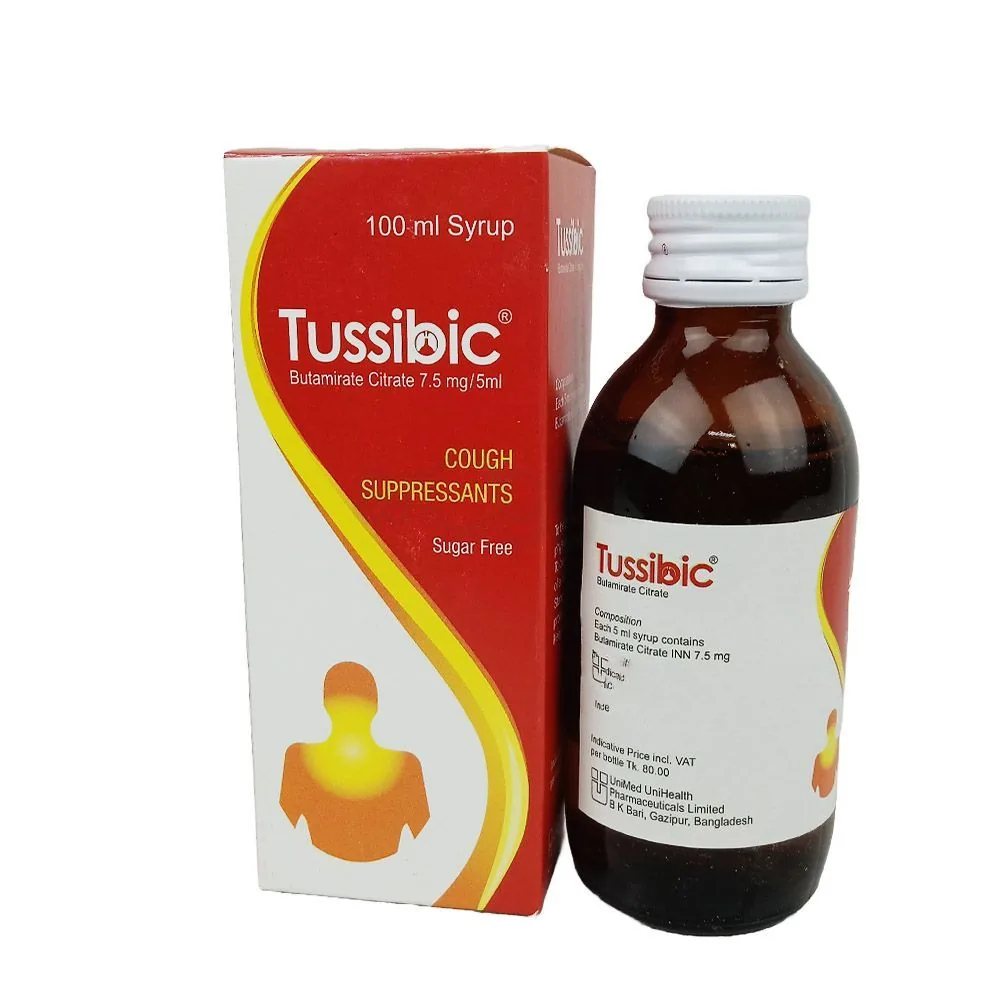 100 ml Syrup
Tussibic®
Butamirate Citrate 7.5 mg/5ml
COUGH
SUPPRESSANTS
Sugar Free
Tussibic
Composition
Tussibic®
Butamirate Citrate
Composition
Each 5 ml syrup contains
Butamirate Citrate INN 7.5 mg
Indicative Price incl. VAT
per bottle Tk. 80.00
UniMed UniHealth
Pharmaceuticals Limited
B K Bari, Gazipur, Bangladesh